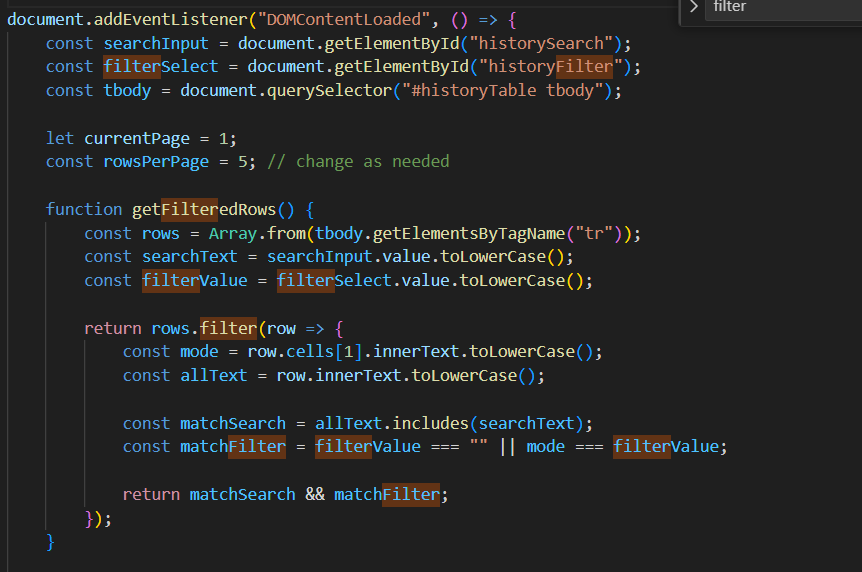 filter
document.addEventListener("DOMContentLoaded", () => {
    const searchInput = document.getElementById("historySearch");
    const filterSelect = document.getElementById("historyFilter");
    const tbody = document.querySelector("#historyTable tbody");

    let currentPage = 1;
    const rowsPerPage = 5; // change as needed

    function getFilteredRows() {
        const rows = Array.from(tbody.getElementsByTagName("tr"));
        const searchText = searchInput.value.toLowerCase();
        const filterValue = filterSelect.value.toLowerCase();

        return rows.filter(row => {
            const mode = row.cells[1].innerText.toLowerCase();
            const allText = row.innerText.toLowerCase();

            const matchSearch = allText.includes(searchText);
            const matchFilter = filterValue === "" || mode === filterValue;

            return matchSearch && matchFilter;
        });
    }